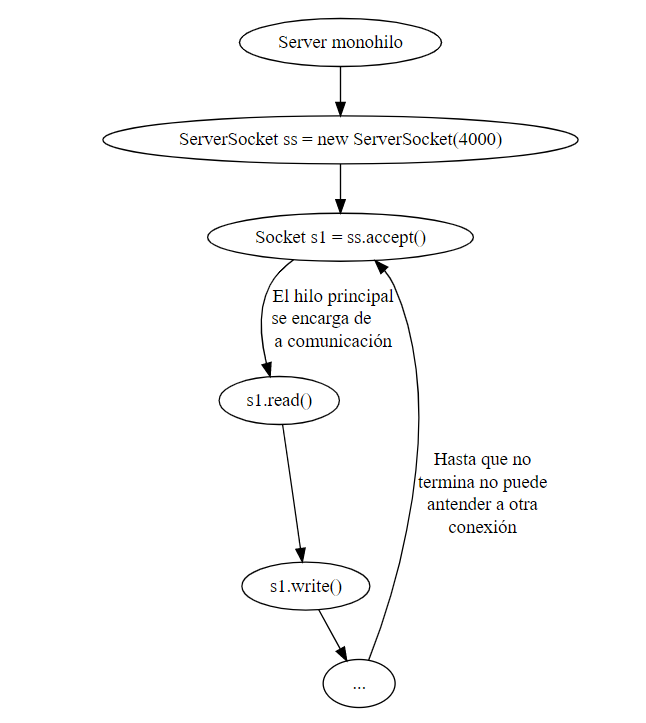 Server monohilo
ServerSocket ss = new ServerSocket(4000)
Socket s1 = ss.accept()
El hilo principal
se encarga de
a comunicación
s1.read()
Hasta que no
termina no puede
antender a otra
conexión
s1.write()
...